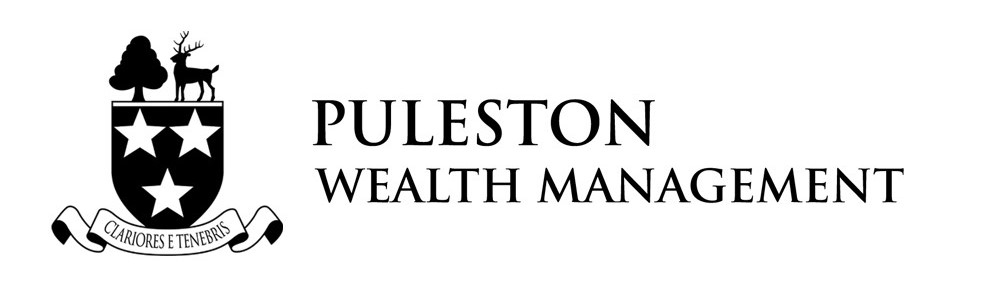 PULESTON
WEALTH MANAGEMENT
CLARIORES E TENEBRIS